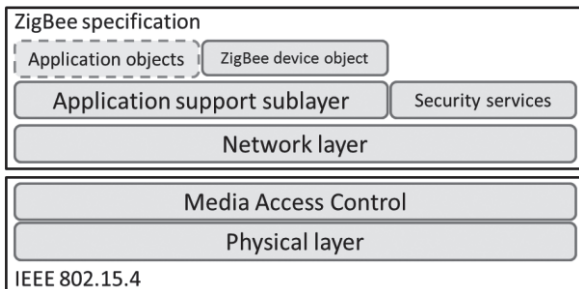 ZigBee specification
Application objects
ZigBee device object
Application support sublayer
Security services
Network layer
Media Access Control
Physical layer
IEEE 802.15.4